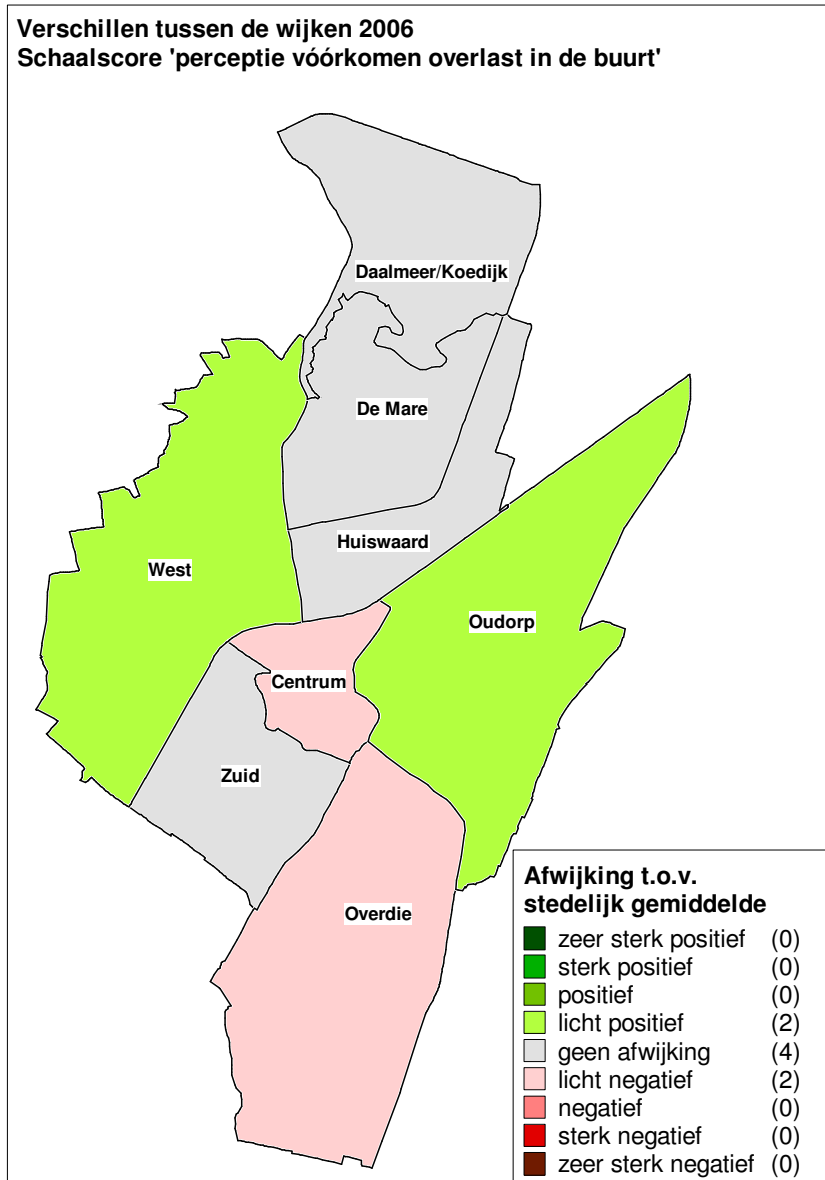 Verschillen tussen de wijken 2006
Schaalscore 'perceptie vóórkomen overlast in de buurt'
Daalmeer/Koedijk
De Mare
Huiswaard
West
Oudorp
Centrum
Zuid
Overdie
Afwijking t.o.v.
stedelijk gemiddelde
zeer sterk positief (0)
sterk positief (0)
positief (0)
licht positief (2)
geen afwijking (4)
licht negatief (2)
negatief (0)
sterk negatief (0)
zeer sterk negatief (0)